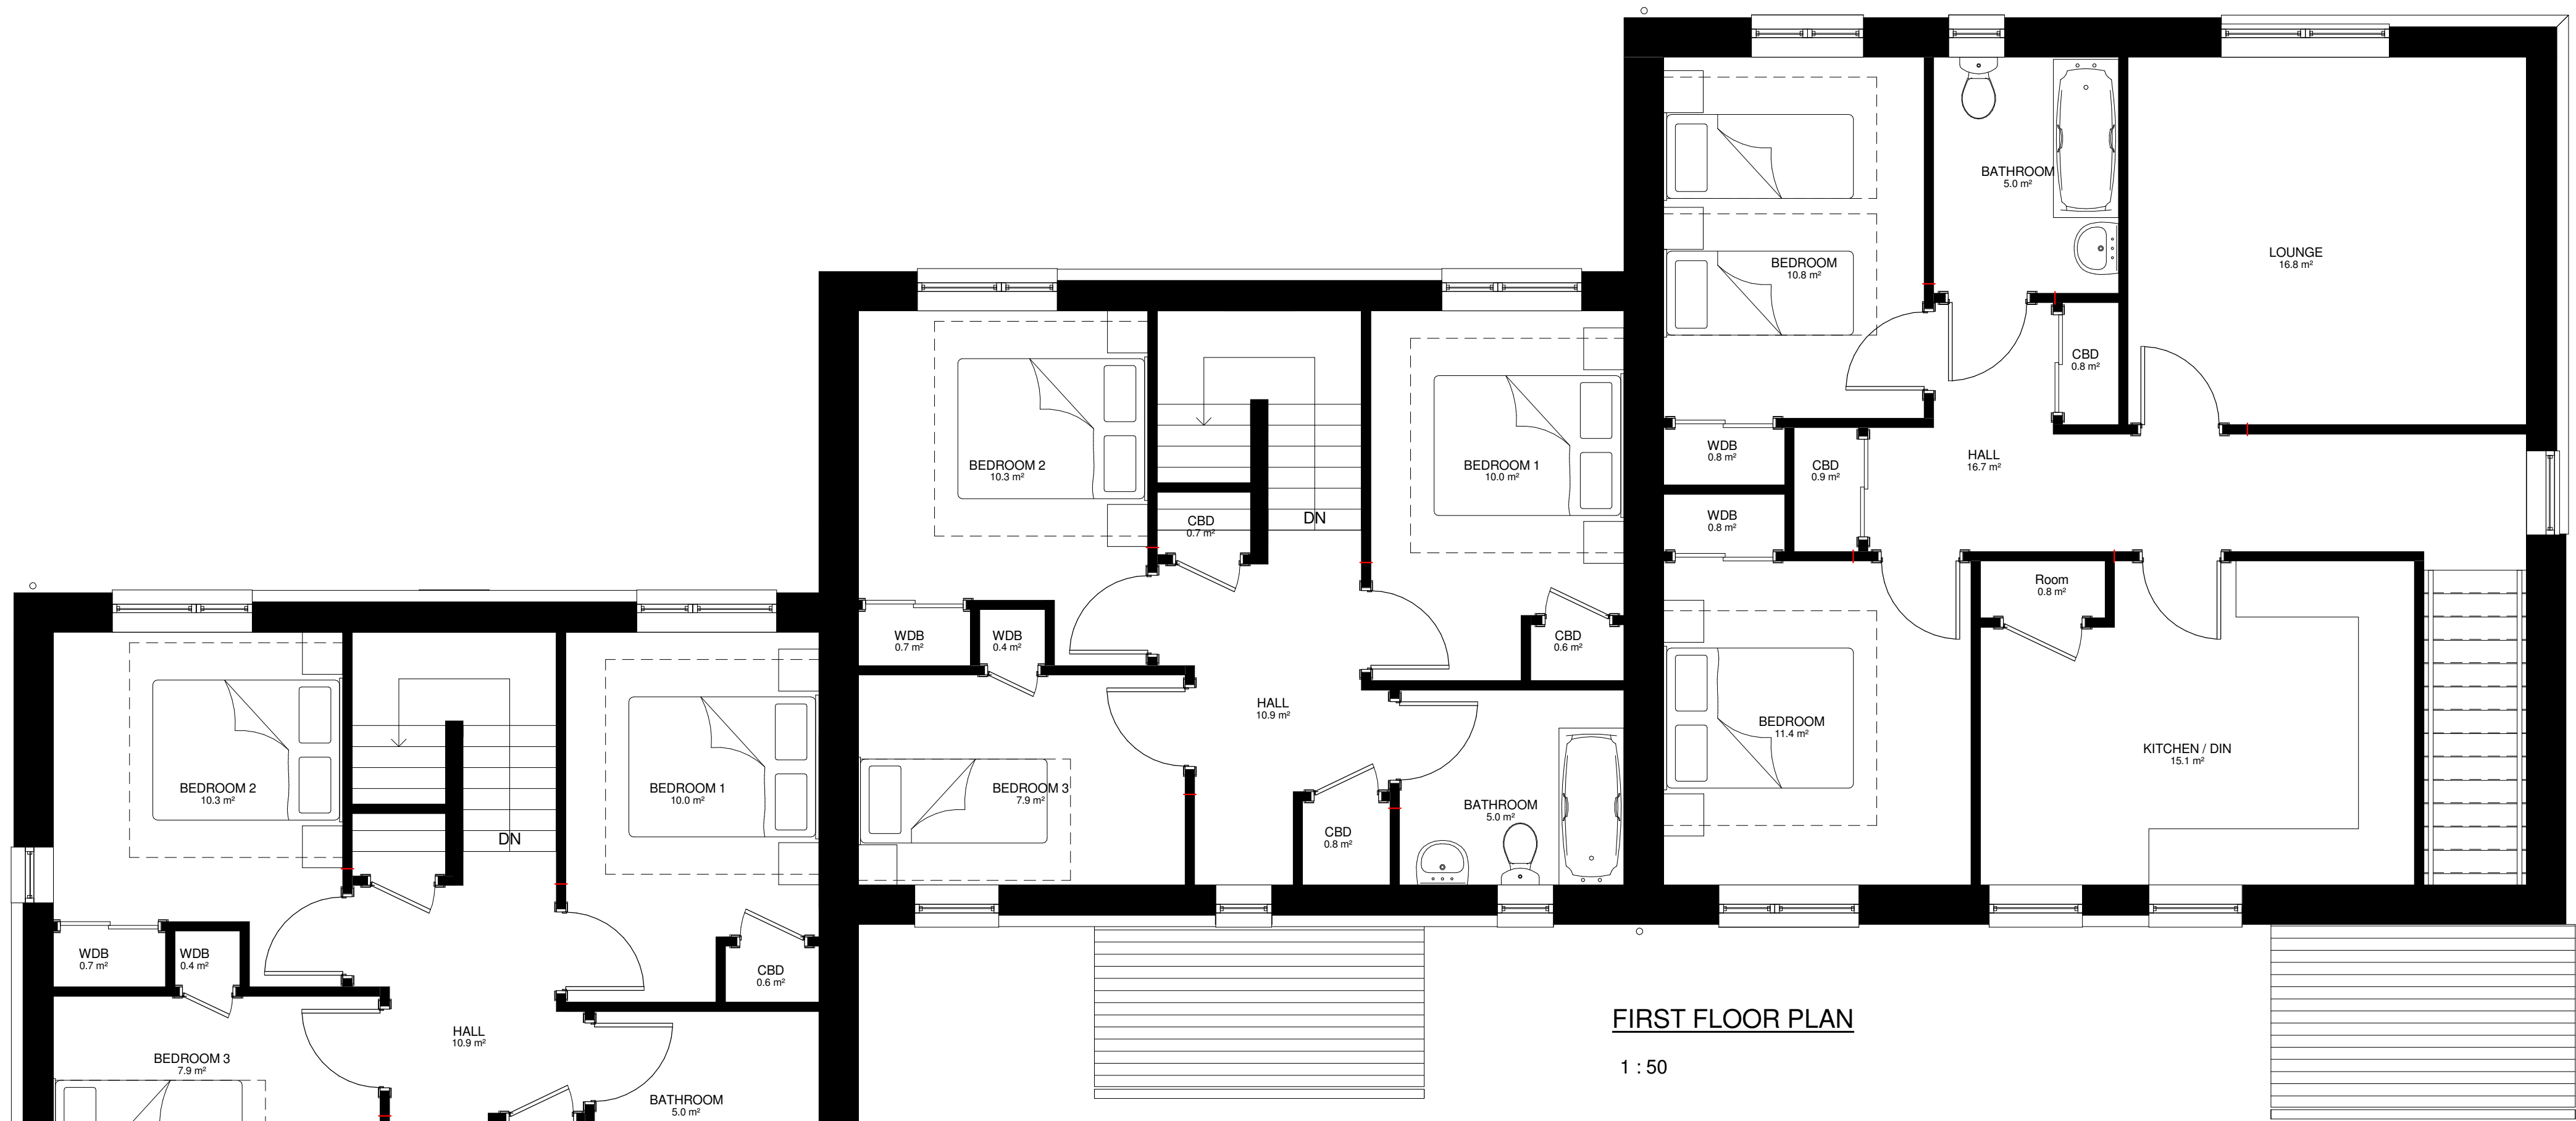 BATHROOM
5.0 m²
LOUNGE
16.8 m²
BEDROOM
10.8 m²
CBD
0.8 m²
WDB
0.8 m²
CBD
0.9 m²
HALL
16.7 m²
WDB
0.8 m²
Room
0.8 m²
BEDROOM
11.4 m²
KITCHEN / DIN
15.1 m²
BEDROOM 2
10.3 m²
BEDROOM 1
10.0 m²
CBD
0.7 m²
DN
WDB
0.7 m²
WDB
0.4 m²
CBD
0.6 m²
HALL
10.9 m²
BEDROOM 3
7.9 m²
BATHROOM
5.0 m²
CBD
0.8 m²
BEDROOM 2
10.3 m²
BEDROOM 1
10.0 m²
DN
WDB
0.7 m²
WDB
0.4 m²
CBD
0.6 m²
HALL
10.9 m²
BEDROOM 3
7.9 m²
BATHROOM
5.0 m²
FIRST FLOOR PLAN
1 : 50